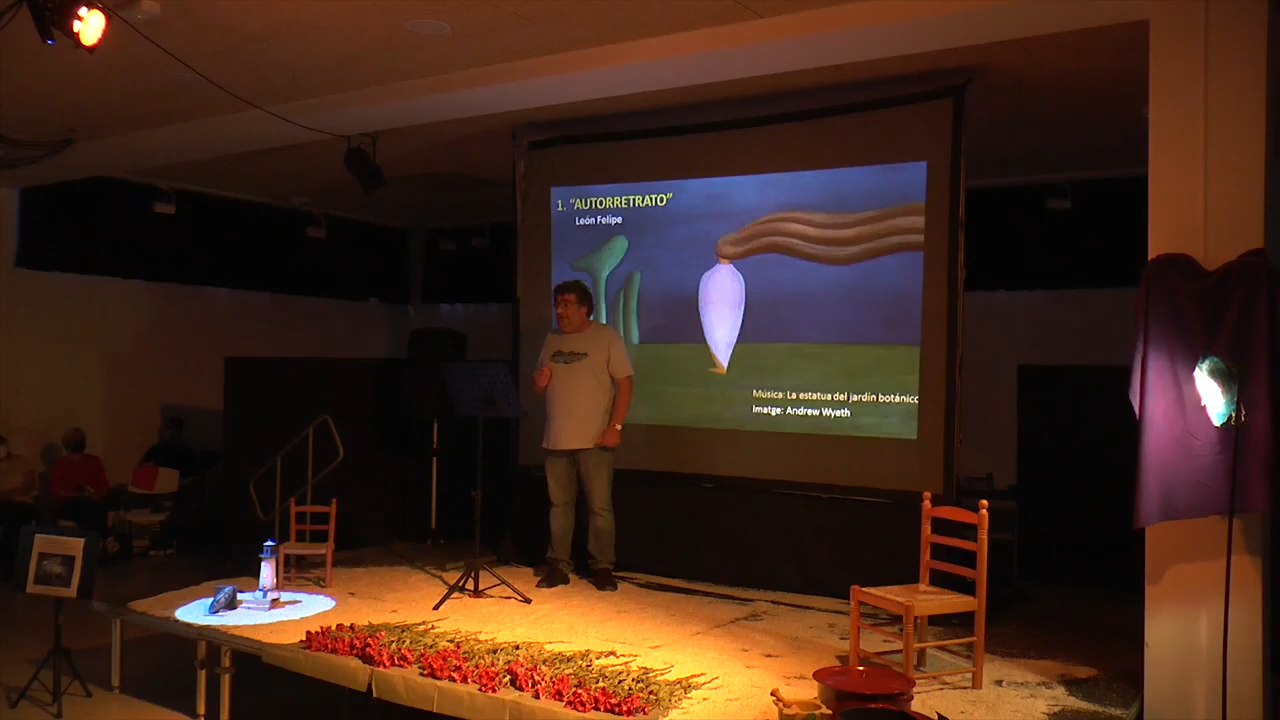 1. "AUTORRETRATO"
León Felipe
Música: La estatua del jardín botánico
Imatge: Andrew Wyeth